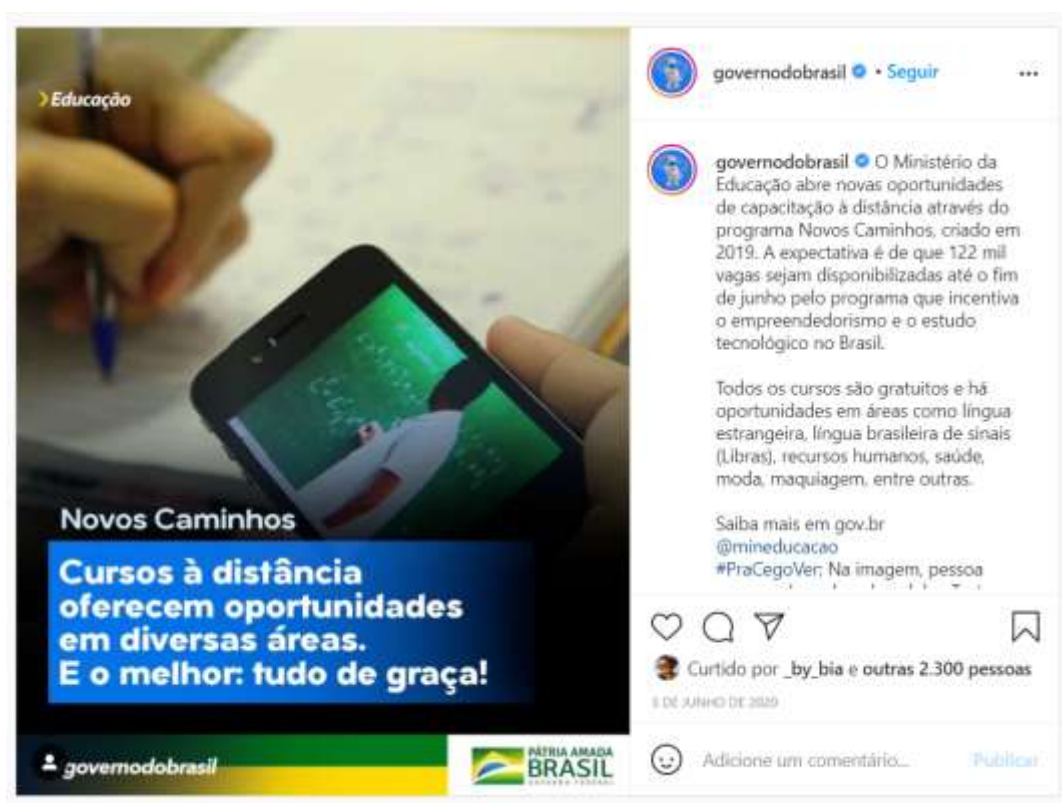 Educação
Novos Caminhos
Cursos à distância
oferecem oportunidades
em diversas áreas.
E o melhor: tudo de graça!
governodobrasil
PÁTRIA AMADA
BRASIL
GOVERNO FEDERAL
governodobrasil • Seguir
governodobrasil O Ministério da
Educação abre novas oportunidades
de capacitação à distância através do
programa Novos Caminhos, criado em
2019. A expectativa é de que 122 mil
vagas sejam disponibilizadas até o fim
de junho pelo programa que incentiva
o empreendedorismo e o estudo
tecnológico no Brasil.
Todos os cursos são gratuitos e há
oportunidades em áreas como língua
estrangeira, língua brasileira de sinais
(Libras), recursos humanos, saúde,
moda, maquiagem, entre outras.
Saiba mais em gov.br
@mineducacao
#PraCegoVer: Na imagem, pessoa
Curtido por _by_bia e outras 2.300 pessoas
DE JUNHO DE 2020
Adicione um comentário... Publicar